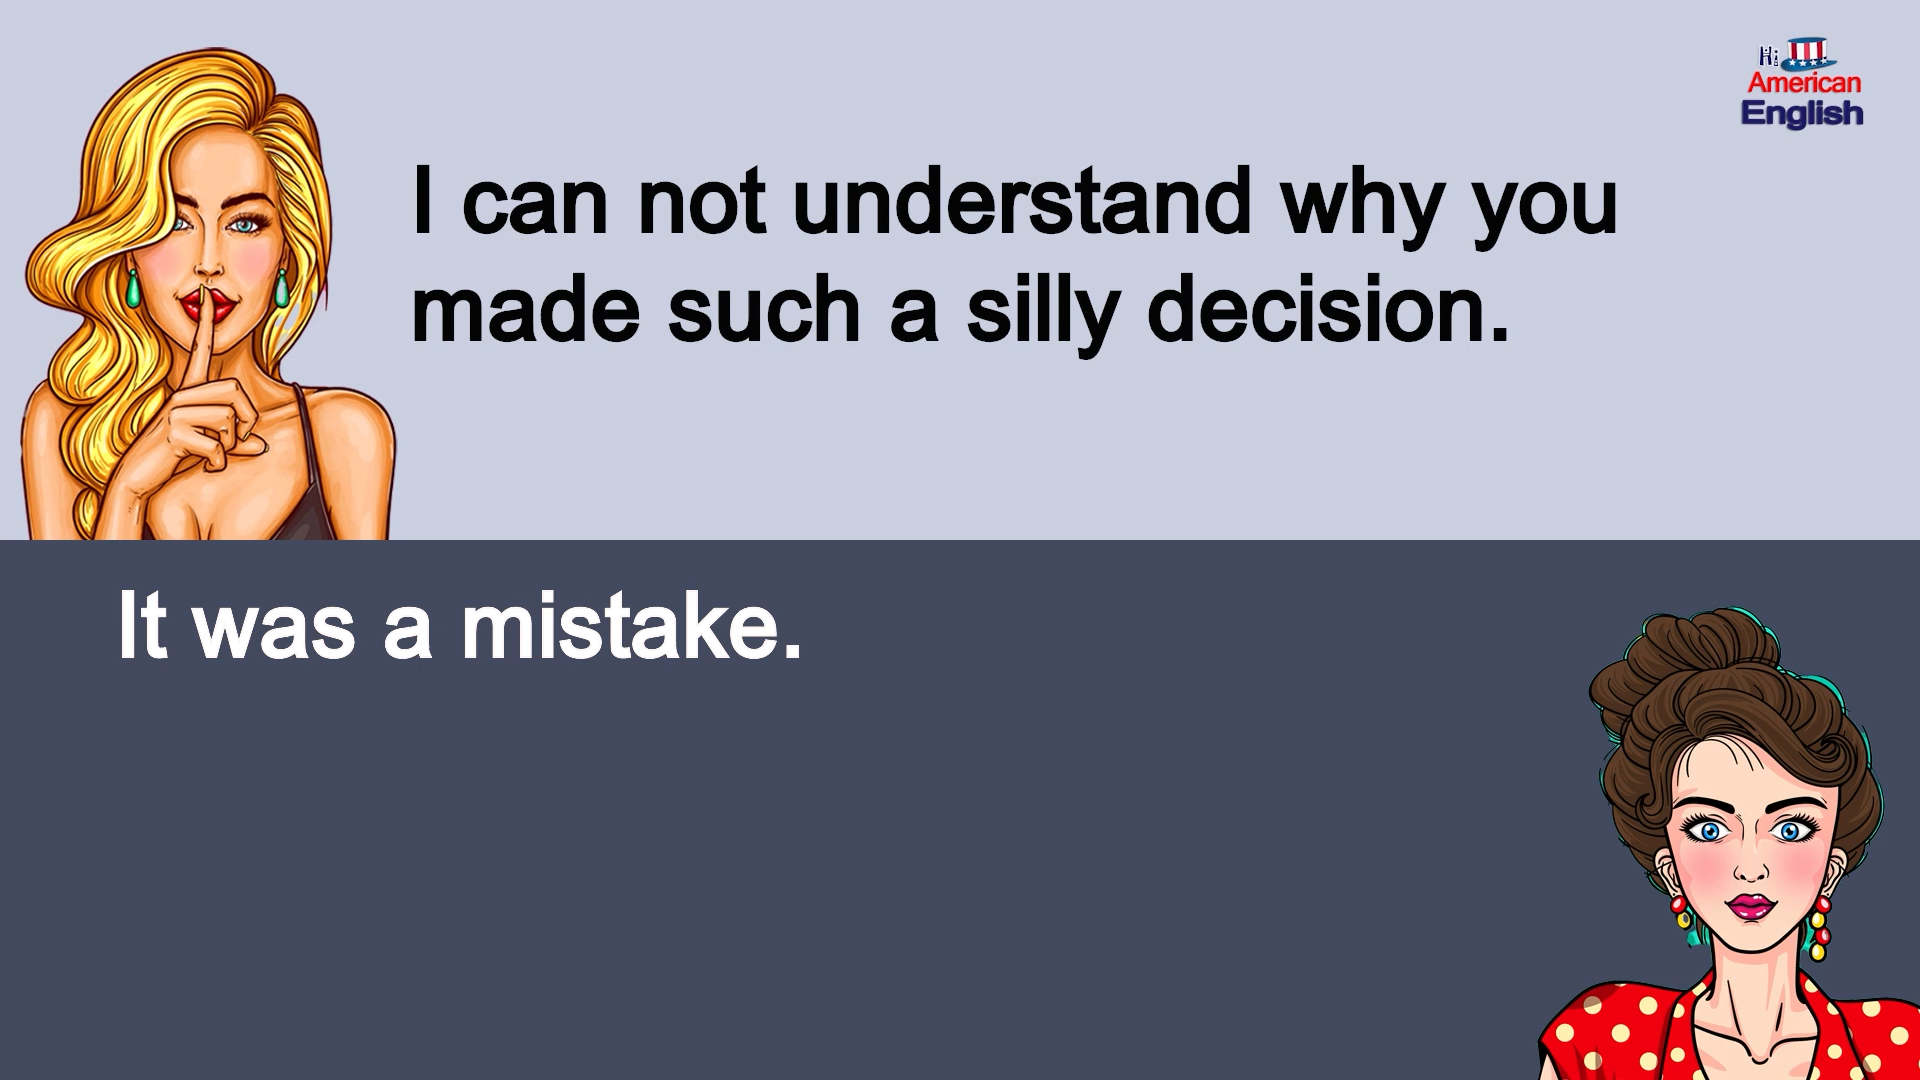 Hi
American
English
I can not understand why you
made such a silly decision.
It was a mistake.